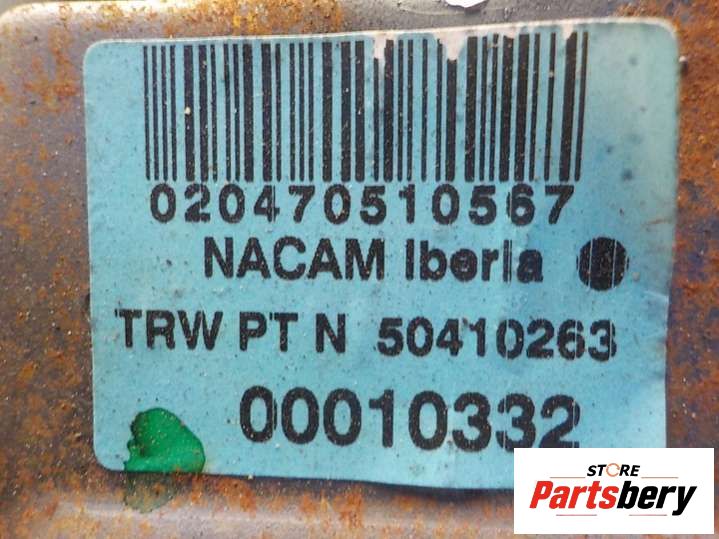 020470510567
NACAM Iberia
TRW PT N 50410263
00010332
STORE
Partsbery